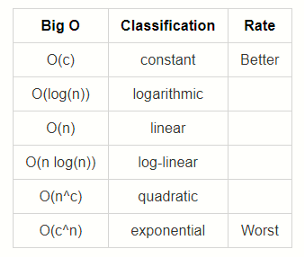 Big O Classification Rate
O(c) constant Better
O(log(n)) logarithmic
O(n) linear
O(n log(n)) log-linear
O(n^c) quadratic
O(c^n) exponential Worst